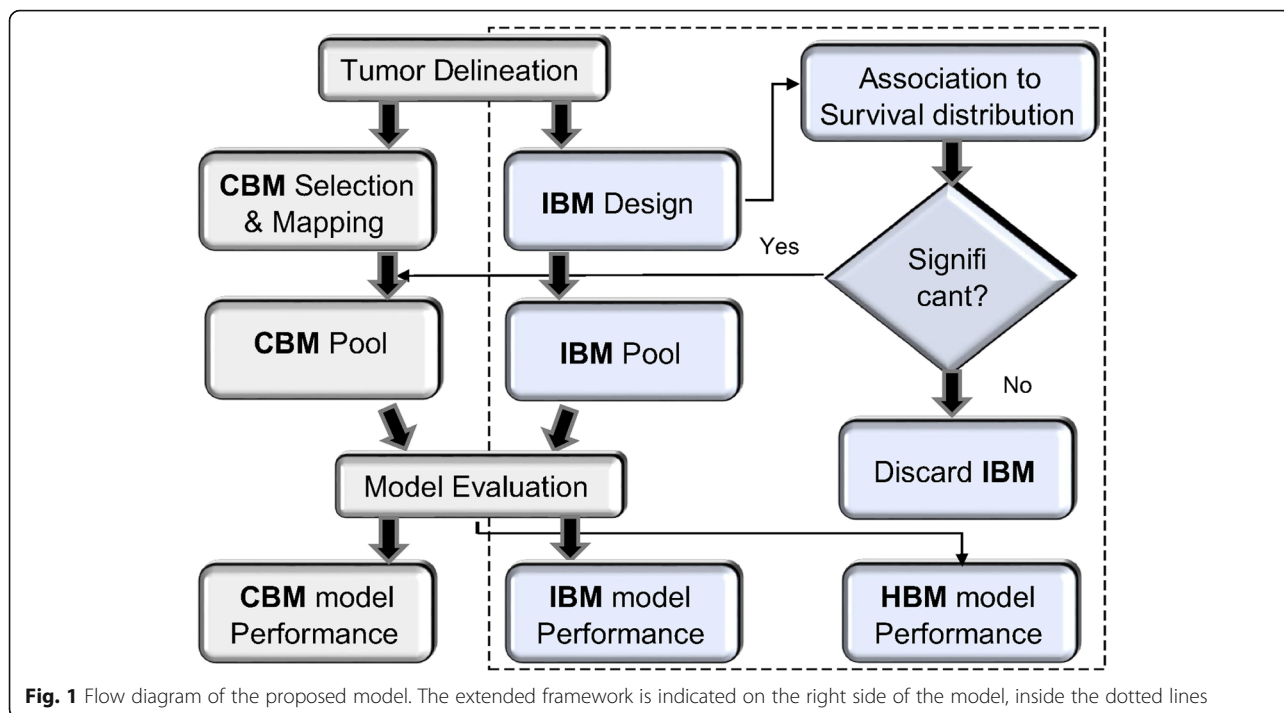 Tumor Delineation
Association to
Survival distribution
CBM Selection
& Mapping
IBM Design
Yes
Signifi
cant?
CBM Pool
IBM Pool
No
Discard IBM
Model Evaluation
CBM model
Performance
IBM model
Performance
HBM model
Performance
Fig. 1 Flow diagram of the proposed model. The extended framework is indicated on the right side of the model, inside the dotted lines